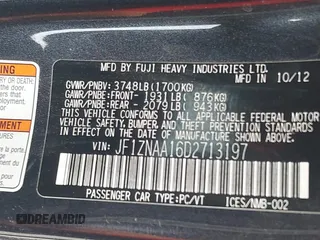 MFD BY FUJI HEAVY INDUSTRIES LTD. 10/12
GVWR/PNBV: 3748LB(1700KG)
GAWR/PNBE:FRONT- 1931LB( 876KG)
GAWR/PNBE:REAR - 2079LB( 943KG)
THIS VEHICLE CONFORMS TO ALL APPLICABLE
FEDERAL MOTOR VEHICLE SAFETY, BUMPER,
AND THEFT PREVENTION STANDARDS IN EFFECT
ON THE DATE OF MANUFACTURE SHOWN ABOVE.
VIN: JF1ZNAA16D2713197
PASSENGER CAR TYPE:PC/VT ICES/NMB-002
DREAMBID